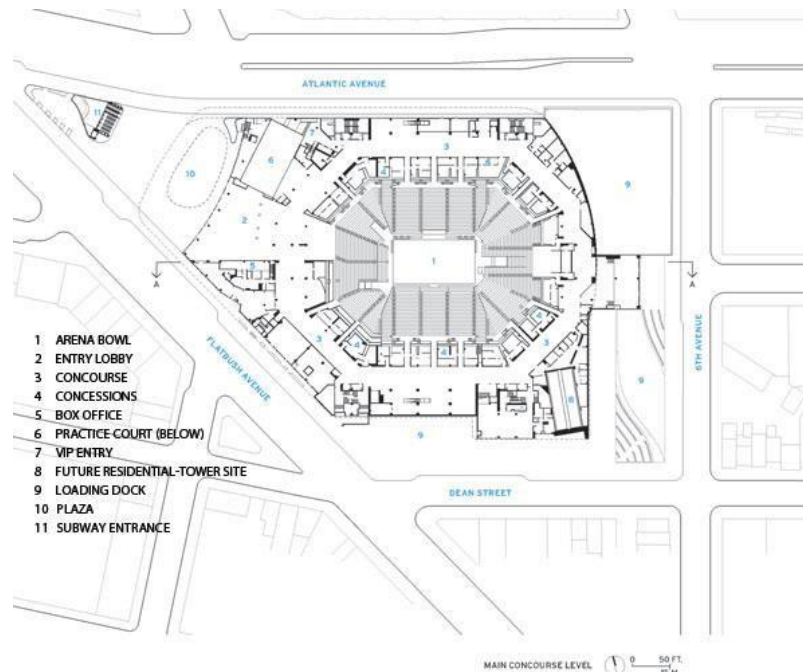 ATLANTIC AVENUE
11
7
3
6
4
6
10
9
2
5
1
A
A
1 ARENA BOWL
2 ENTRY LOBBY
3 CONCOURSE
4 CONCESSIONS
5 BOX OFFICE
6 PRACTICE COURT (BELOW)
7 VIP ENTRY
8 FUTURE RESIDENTIAL-TOWER SITE
9 LOADING DOCK
10 PLAZA
11 SUBWAY ENTRANCE
FLATBUSH AVENUE
6TH AVENUE
3
4
4
4
3
8
9
9
DEAN STREET
MAIN CONCOURSE LEVEL
0 50 FT.